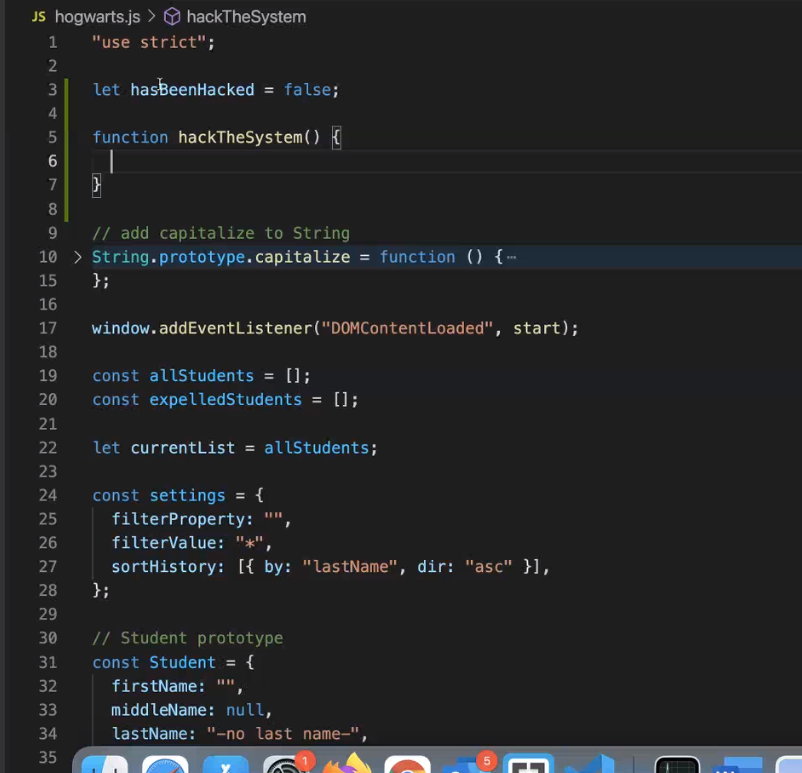 JS hogwarts.js > hackTheSystem
1 "use strict";
2
3 let hasBeenHacked = false;
4
5 function hackTheSystem() {
6
7 }
8
9 // add capitalize to String
10 > String.prototype.capitalize = function () { ⋯
15 };
16
17 window.addEventListener("DOMContentLoaded", start);
18
19 const allStudents = [];
20 const expelledStudents = [];
21
22 let currentList = allStudents;
23
24 const settings = {
25 filterProperty: "",
26 filterValue: "*",
27 sortHistory: [{ by: "lastName", dir: "asc" }],
28 };
29
30 // Student prototype
31 const Student = {
32 firstName: "",
33 middleName: null,
34 lastName: "-no last name-",
35
1 5